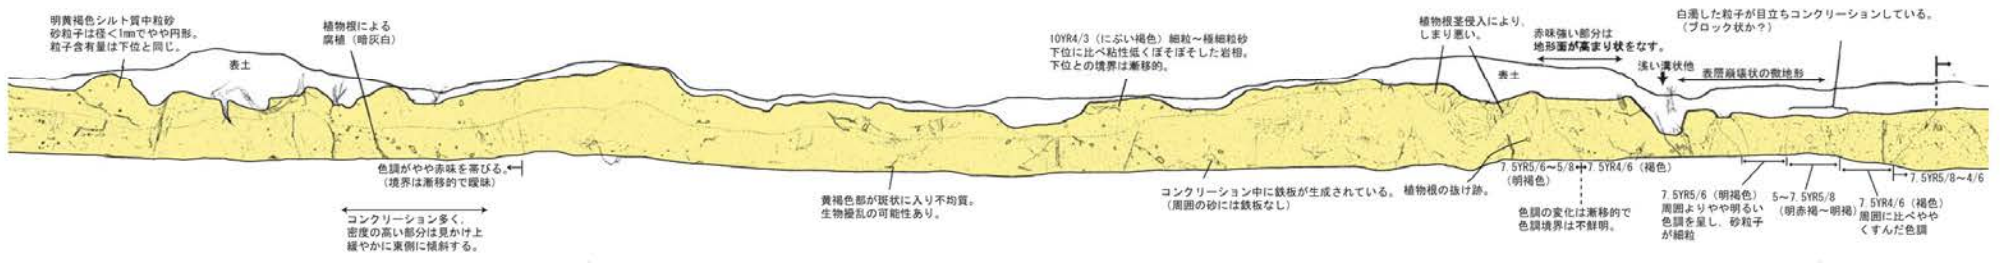 明黄褐色シルト質中粒砂
砂粒子は径<1mmでやや円形。
粒子含有量は下位と同じ。
表土
植物根による
腐植（暗灰白）
10YR4/3（にぶい褐色）細粒～極細粒砂
下位に比べ粘性低くぼそぼそした岩相。
下位との境界は漸移的。
植物根茎侵入により、
しまり悪い。
表土
赤味強い部分は
地形面が高まり状をなす。
浅い溝状他
表層崩壊状の微地形
白濁した粒子が目立ちコンクリーションしている。
（ブロック状か？）
色調がやや赤味を帯びる。
（境界は漸移的で曖昧）
コンクリーション多く、
密度の高い部分は見かけ上
緩やかに東側に傾斜する。
黄褐色部が斑状に入り不均質。
生物擾乱の可能性あり。
コンクリーション中に鉄板が生成されている。
（周囲の砂には鉄板なし）
植物根の抜け跡。
7.5YR5/6～5/8
（明褐色）
7.5YR4/6（褐色）
色調の変化は漸移的で
色調境界は不鮮明。
7.5YR5/6（明褐色）
周囲よりやや明るい
色調を呈し、砂粒子
が細粒
5～7.5YR5/8
（明赤褐～明褐）
7.5YR4/6（褐色）
周囲に比べやや
くすんだ色調
7.5YR5/8～4/6